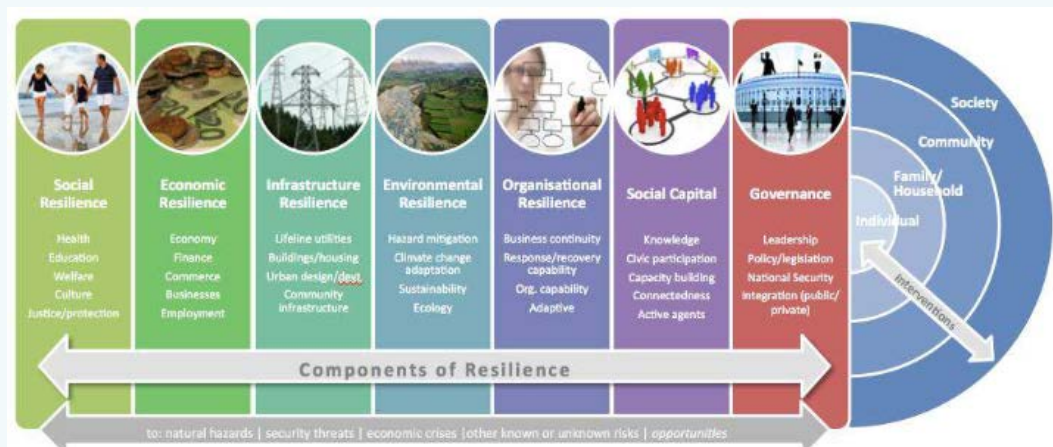 Social
Resilience
Health
Education
Welfare
Culture
Justice/protection
Economic
Resilience
Economy
Finance
Commerce
Businesses
Employment
Infrastructure
Resilience
Lifeline utilities
Buildings/housing
Urban design/devt.
Community
infrastructure
Environmental
Resilience
Hazard mitigation
Climate change
adaptation
Sustainability
Ecology
Organisational
Resilience
Business continuity
Response/recovery
capability
Org. capability
Adaptive
Social Capital
Knowledge
Civic participation
Capacity building
Connectedness
Active agents
Governance
Leadership
Policy/legislation
National Security
Integration (public/
private)
Society
Community
Family/
Household
Individual
Interventions
Components of Resilience
to: natural hazards | security threats | economic crises |other known or unknown risks | opportunities